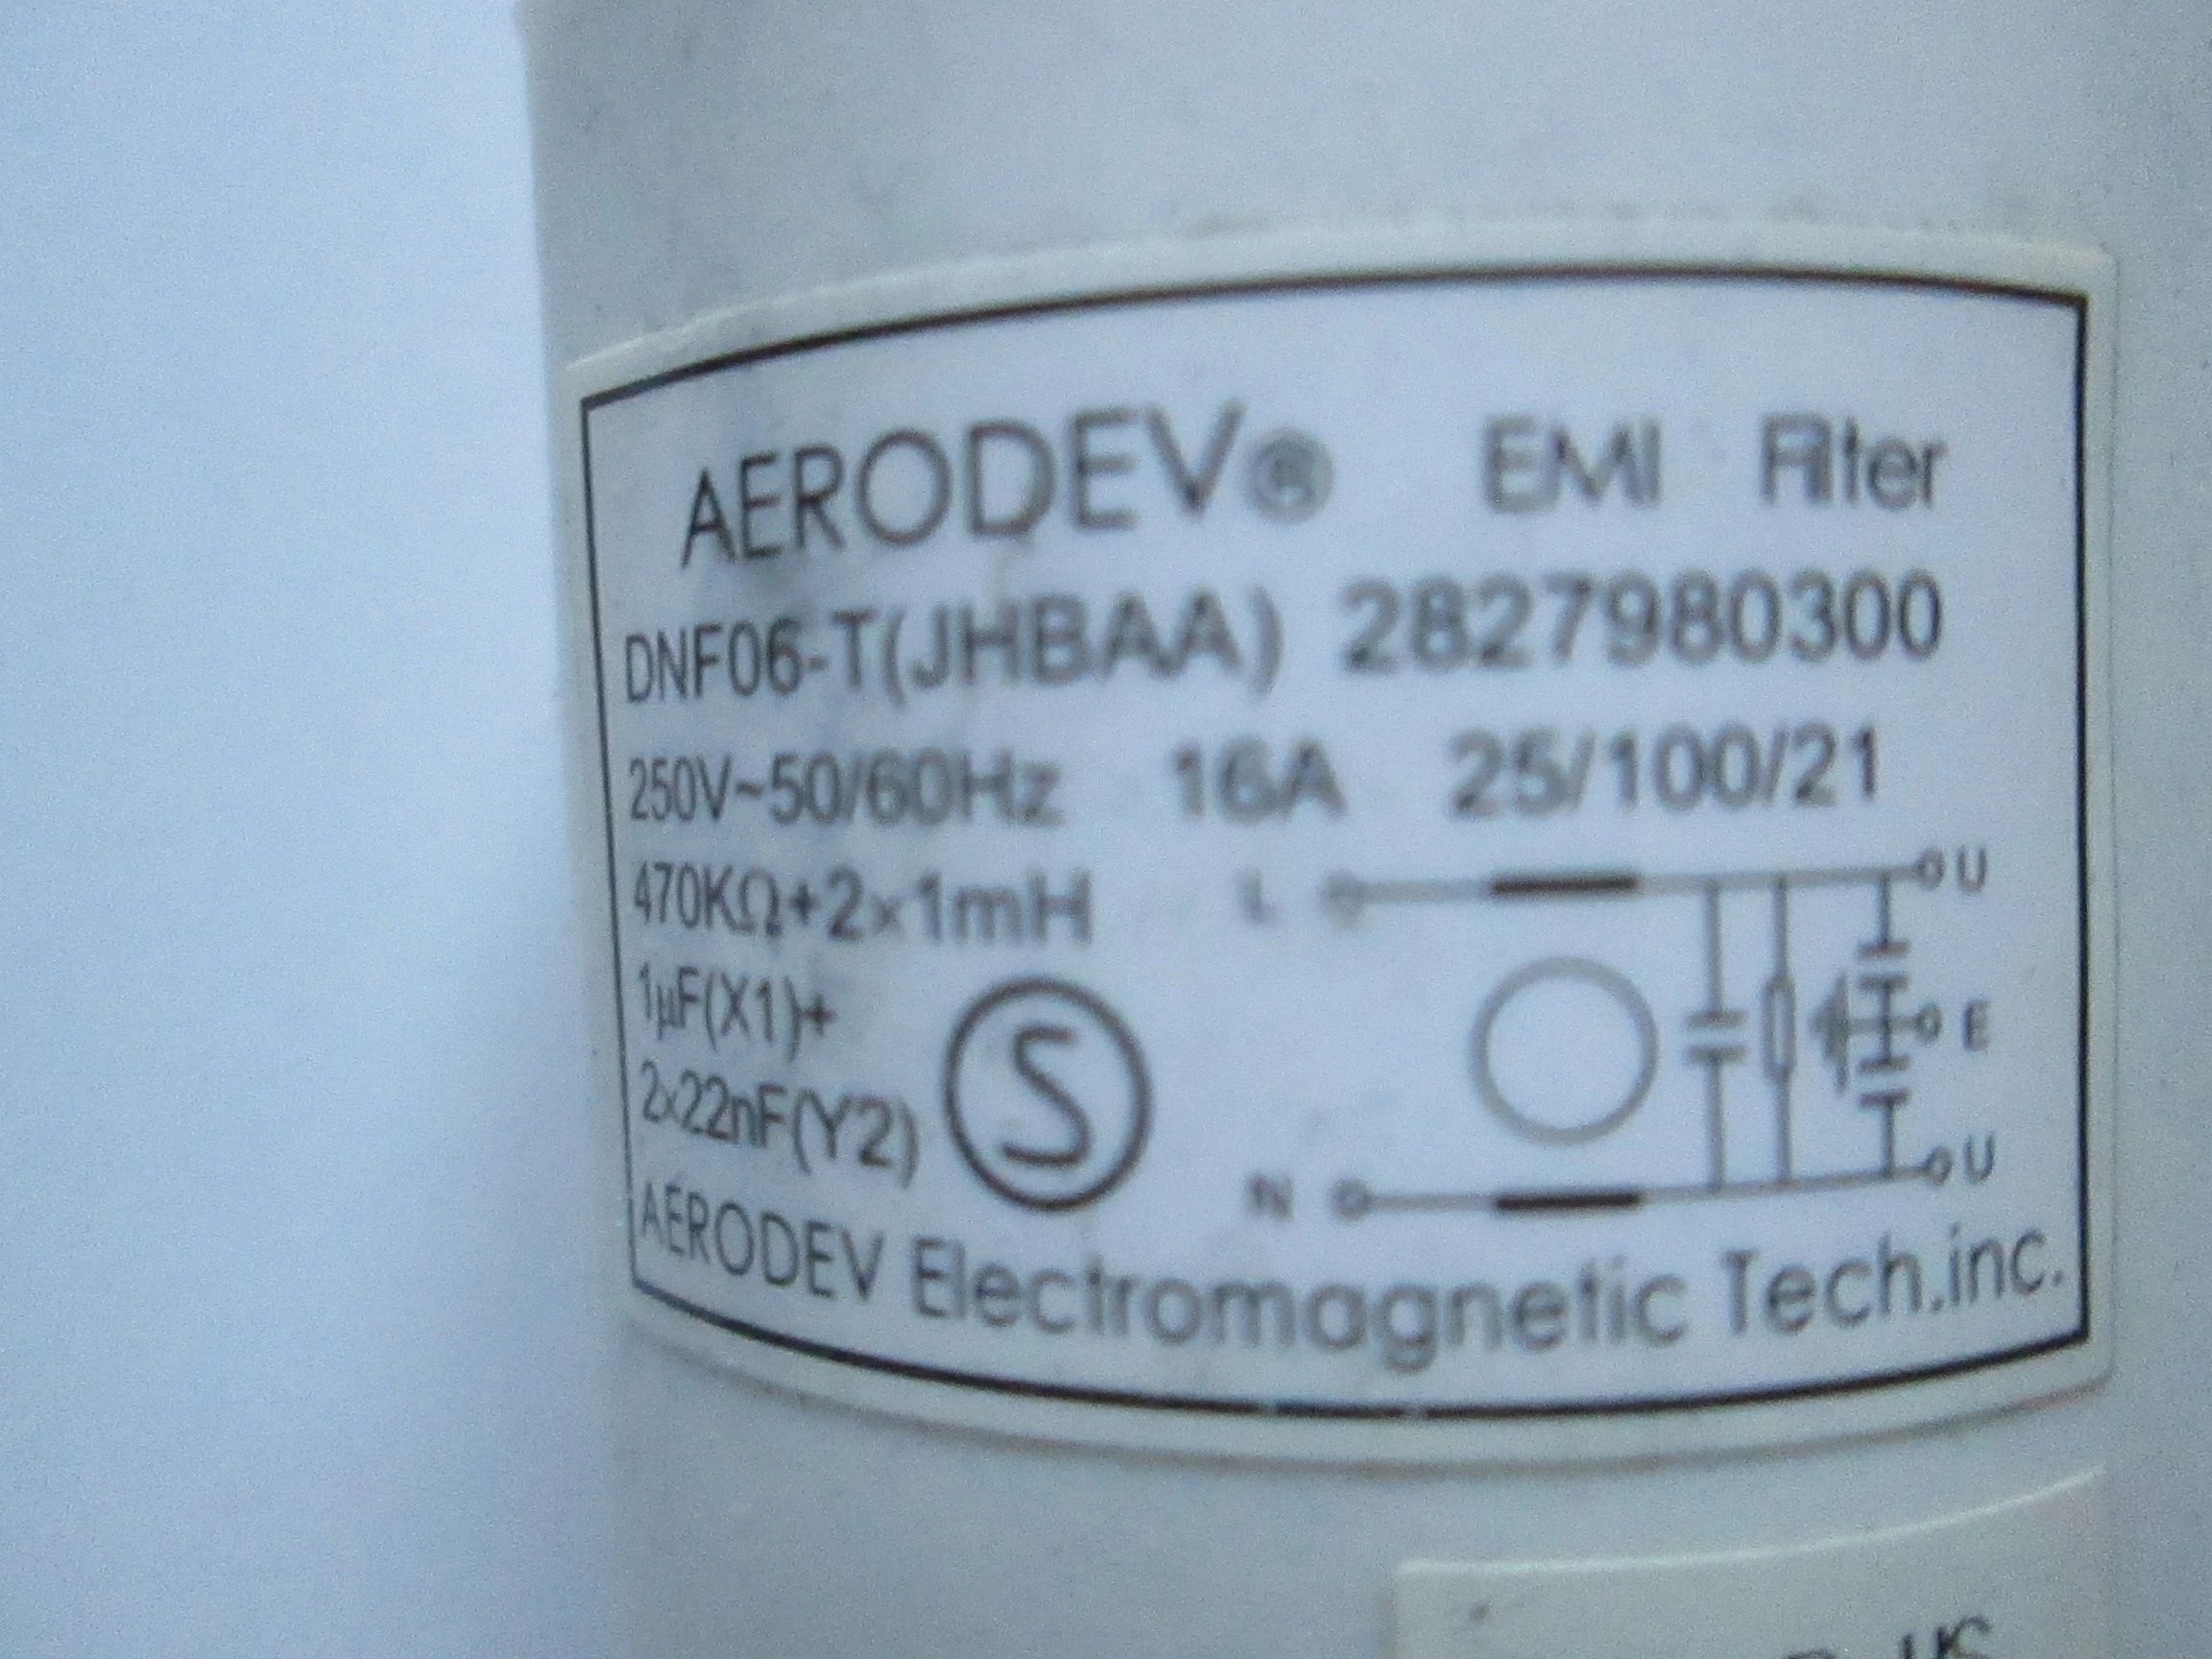 AERODEV® EMI Filter
DNF06-T(JHBAA) 2827980300
250V~50/60Hz 16A 25/100/21
470KΩ+2×1mH
1µF(X1)+
2×22nF(Y2)
S
L
U
E
N
U
AERODEV Electromagnetic Tech.inc.